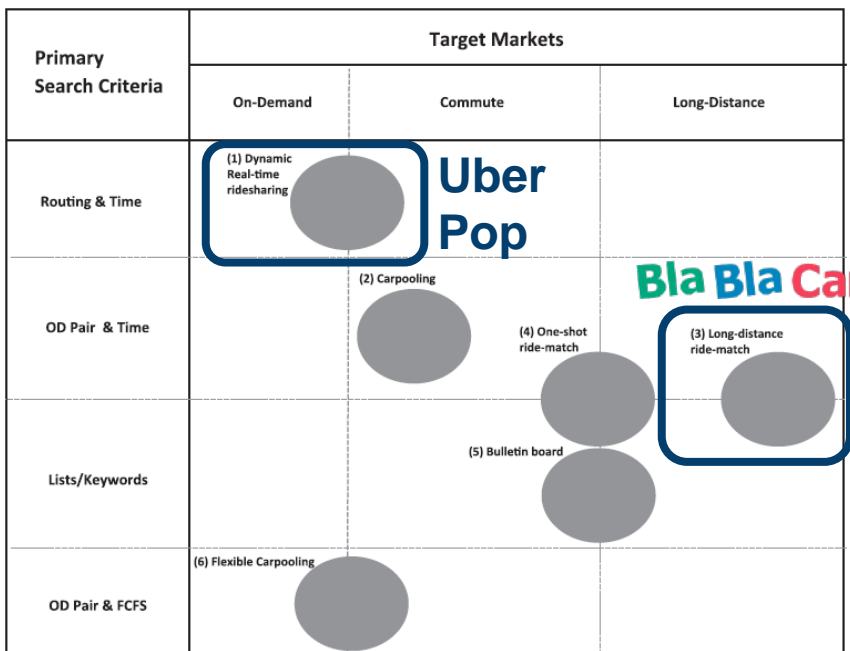 Target Markets
Primary
Search Criteria
On-Demand
Commute
Long-Distance
(1) Dynamic
Real-time
ridesharing
Uber
Pop
Routing & Time
Bla Bla Ca
(2) Carpooling
OD Pair & Time
(4) One-shot
ride-match
(3) Long-distance
ride-match
(5) Bulletin board
Lists/Keywords
(6) Flexible Carpooling
OD Pair & FCFS